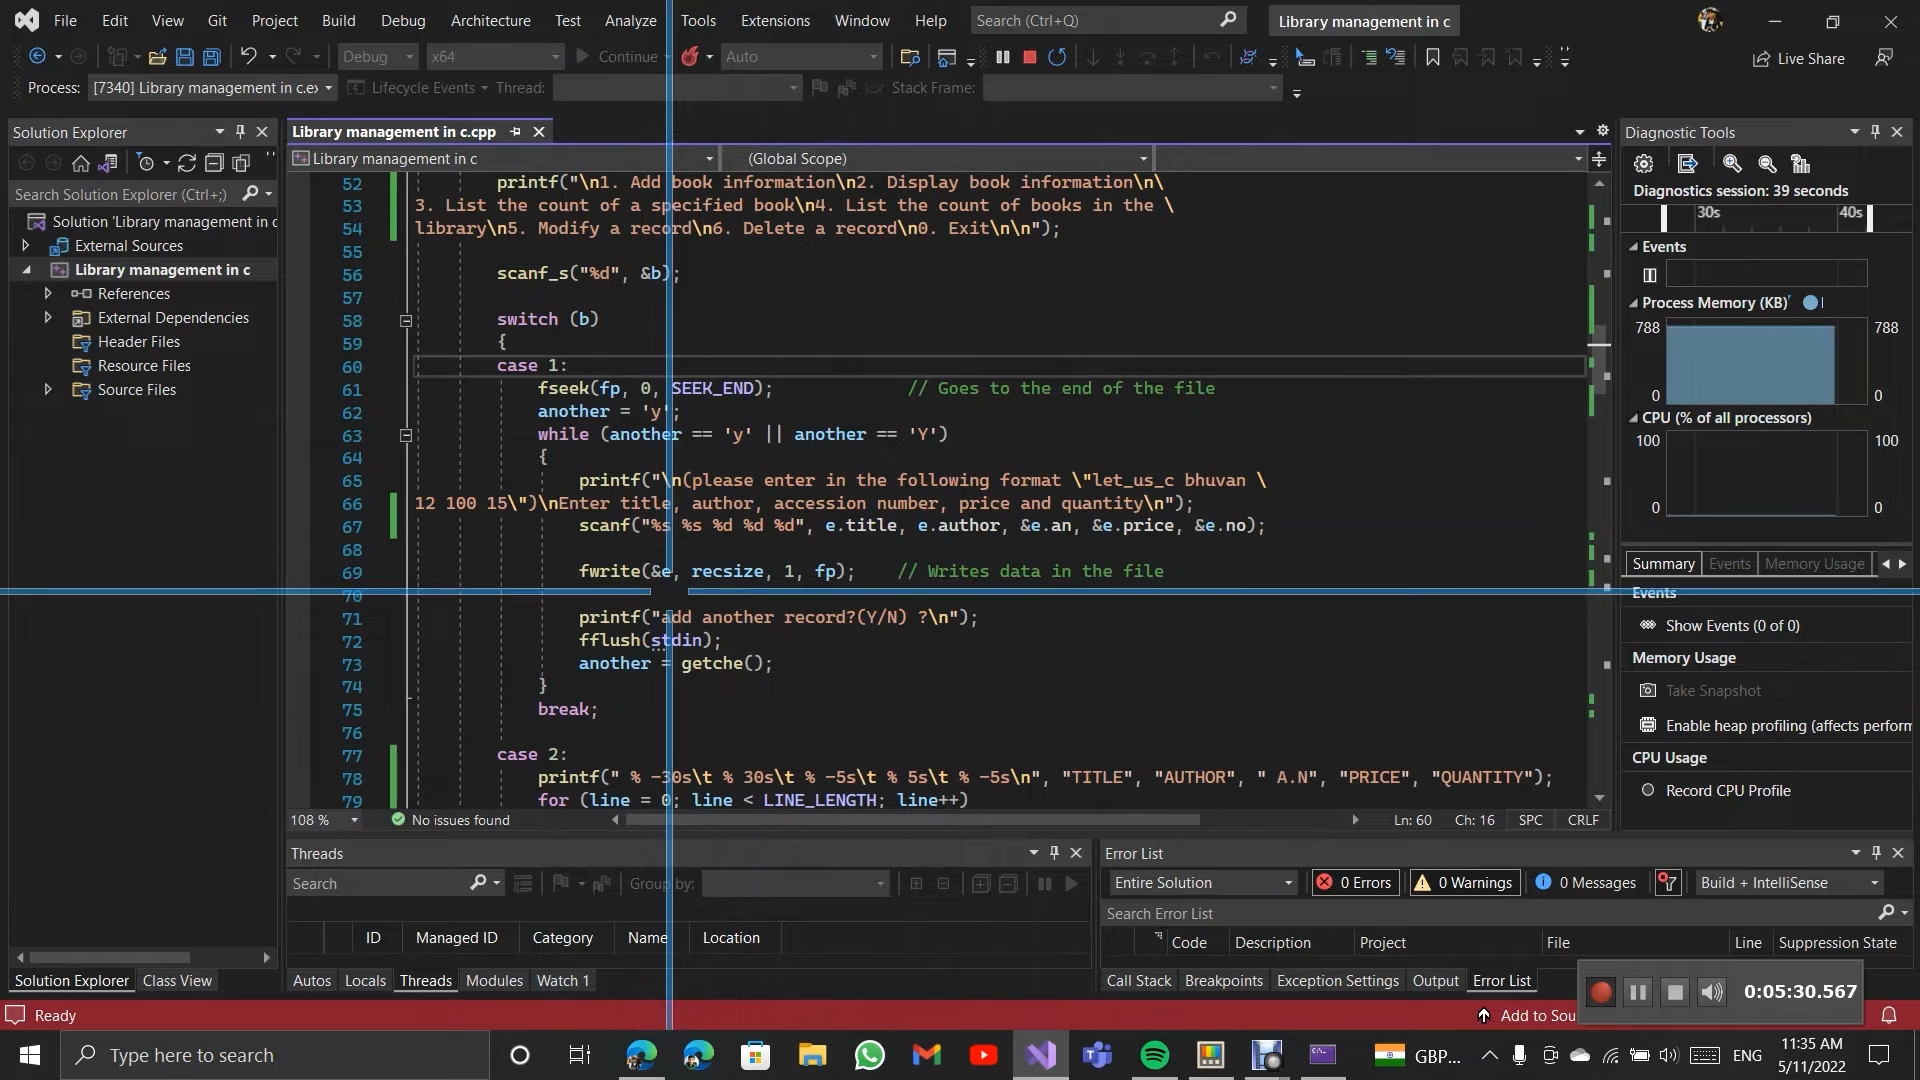 File Edit View Git Project Build Debug Architecture Test Analyze Tools Extensions Window Help Search (Ctrl+Q) Library management in c
Debug x64 Continue Auto Live Share
Process: [7340] Library management in c.ex Lifecycle Events Thread: Stack Frame:
Solution Explorer
Search Solution Explorer (Ctrl+;)
Solution 'Library management in c
External Sources
Library management in c
References
External Dependencies
Header Files
Resource Files
Source Files
Solution Explorer Class View
Library management in c.cpp
Library management in c (Global Scope)
52 printf("\n1. Add book information\n2. Display book information\n\
53 3. List the count of a specified book\n4. List the count of books in the \
54 library\n5. Modify a record\n6. Delete a record\n0. Exit\n\n");
55
56 scanf_s("%d", &b);
57
58 switch (b)
59 {
60 case 1:
61 fseek(fp, 0, SEEK_END); // Goes to the end of the file
62 another = 'y';
63 while (another == 'y' || another == 'Y')
64 {
65 printf("\n(please enter in the following format \"let_us_c bhuvan \
66 12 100 15\")\nEnter title, author, accession number, price and quantity\n");
67 scanf("%s %s %d %d %d", e.title, e.author, &e.an, &e.price, &e.no);
68
69 fwrite(&e, recsize, 1, fp); // Writes data in the file
70
71 printf("add another record?(Y/N) ?\n");
72 fflush(stdin);
73 another = getche();
74 }
75 break;
76
77 case 2:
78 printf(" % -30s\t % 30s\t % -5s\t % 5s\t % -5s\n", "TITLE", "AUTHOR", " A.N", "PRICE", "QUANTITY");
79 for (line = 0; line < LINE_LENGTH; line++)
108 % No issues found Ln: 60 Ch: 16 SPC CRLF
Diagnostic Tools
Diagnostics session: 39 seconds
30s 40s
Events
Process Memory (KB)
788 788
0 0
CPU (% of all processors)
100 100
0 0
Summary Events Memory Usage
Events
Show Events (0 of 0)
Memory Usage
Take Snapshot
Enable heap profiling (affects perform
CPU Usage
Record CPU Profile
Threads
Search Group by:
ID Managed ID Category Name Location
Autos Locals Threads Modules Watch 1
Error List
Entire Solution 0 Errors 0 Warnings 0 Messages Build + IntelliSense
Search Error List
Code Description Project File Line Suppression State
Call Stack Breakpoints Exception Settings Output Error List
0:05:30.567
Ready Add to Sou
Type here to search GBP... ENG 11:35 AM
5/11/2022